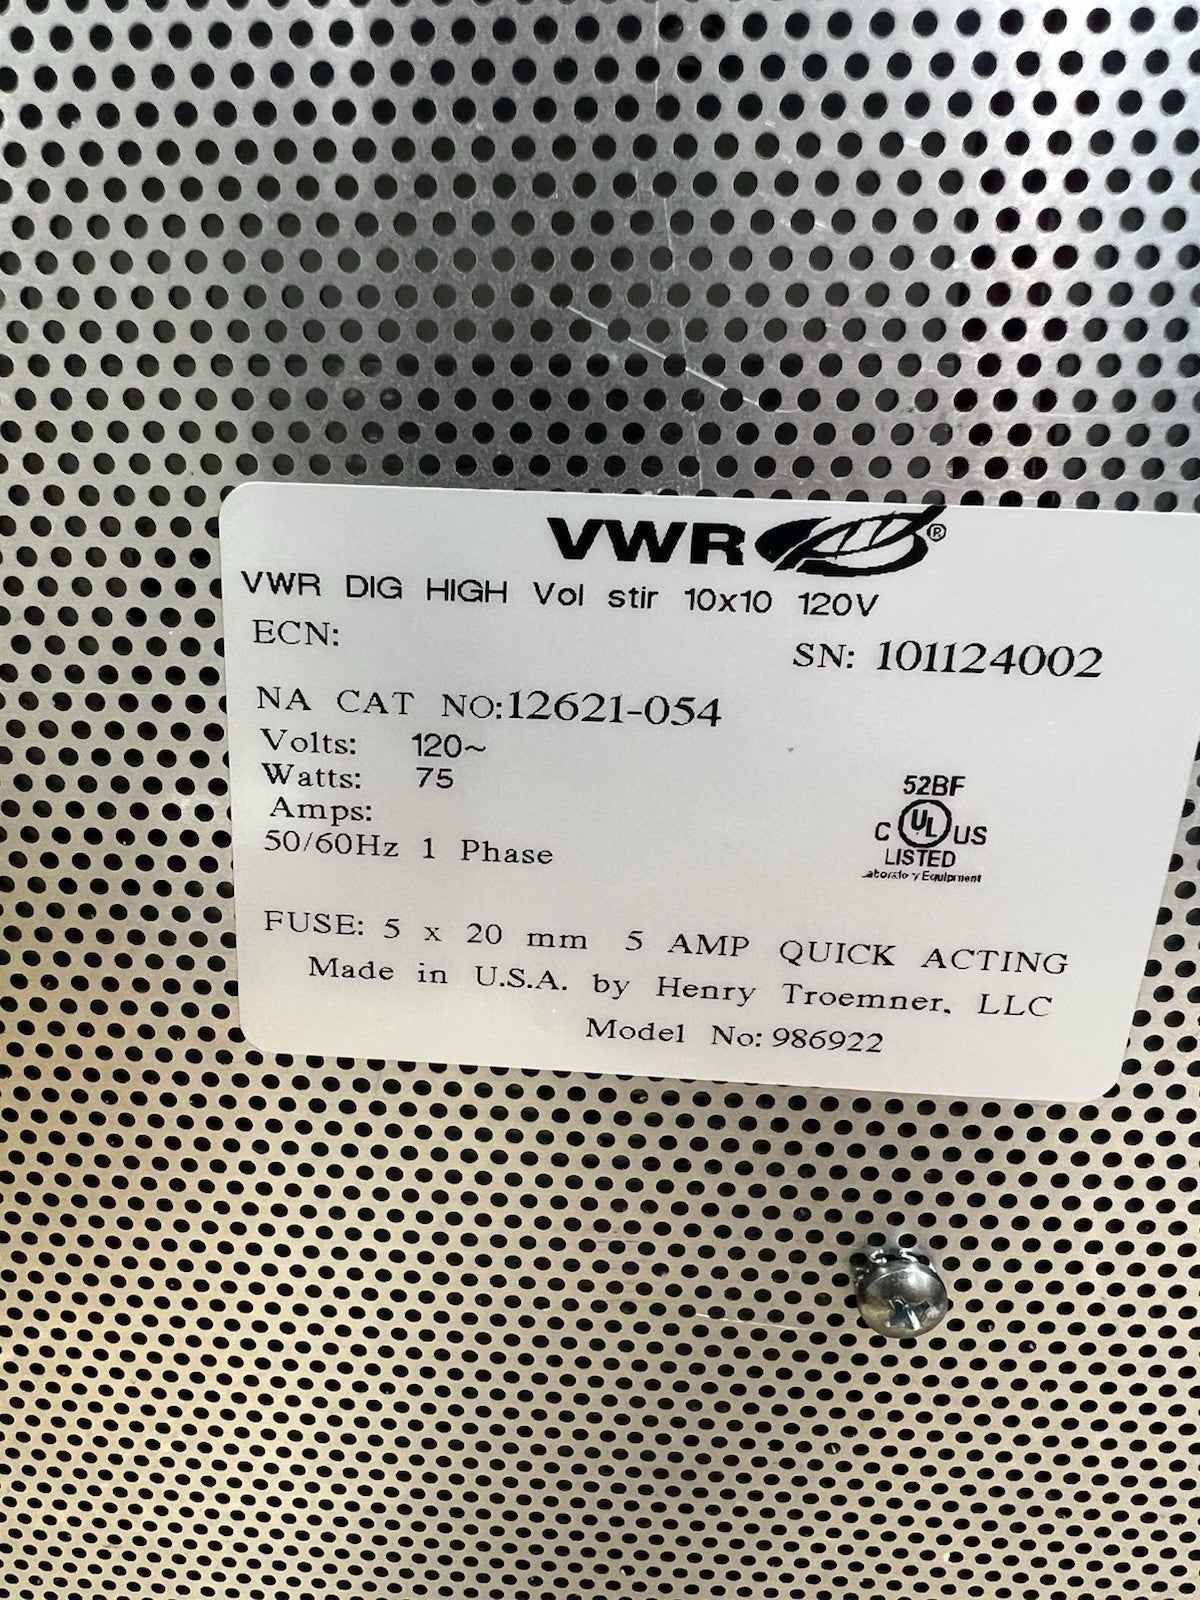 VWR ®
VWR DIG HIGH Vol stir 10x10 120V
ECN:
SN: 101124002
NA CAT NO:12621-054
Volts: 120~
Watts: 75
Amps:
50/60Hz 1 Phase
52BF
C UL US
LISTED
Laboratory Equipment
FUSE: 5 x 20 mm 5 AMP QUICK ACTING
Made in U.S.A. by Henry Troemner, LLC
Model No: 986922